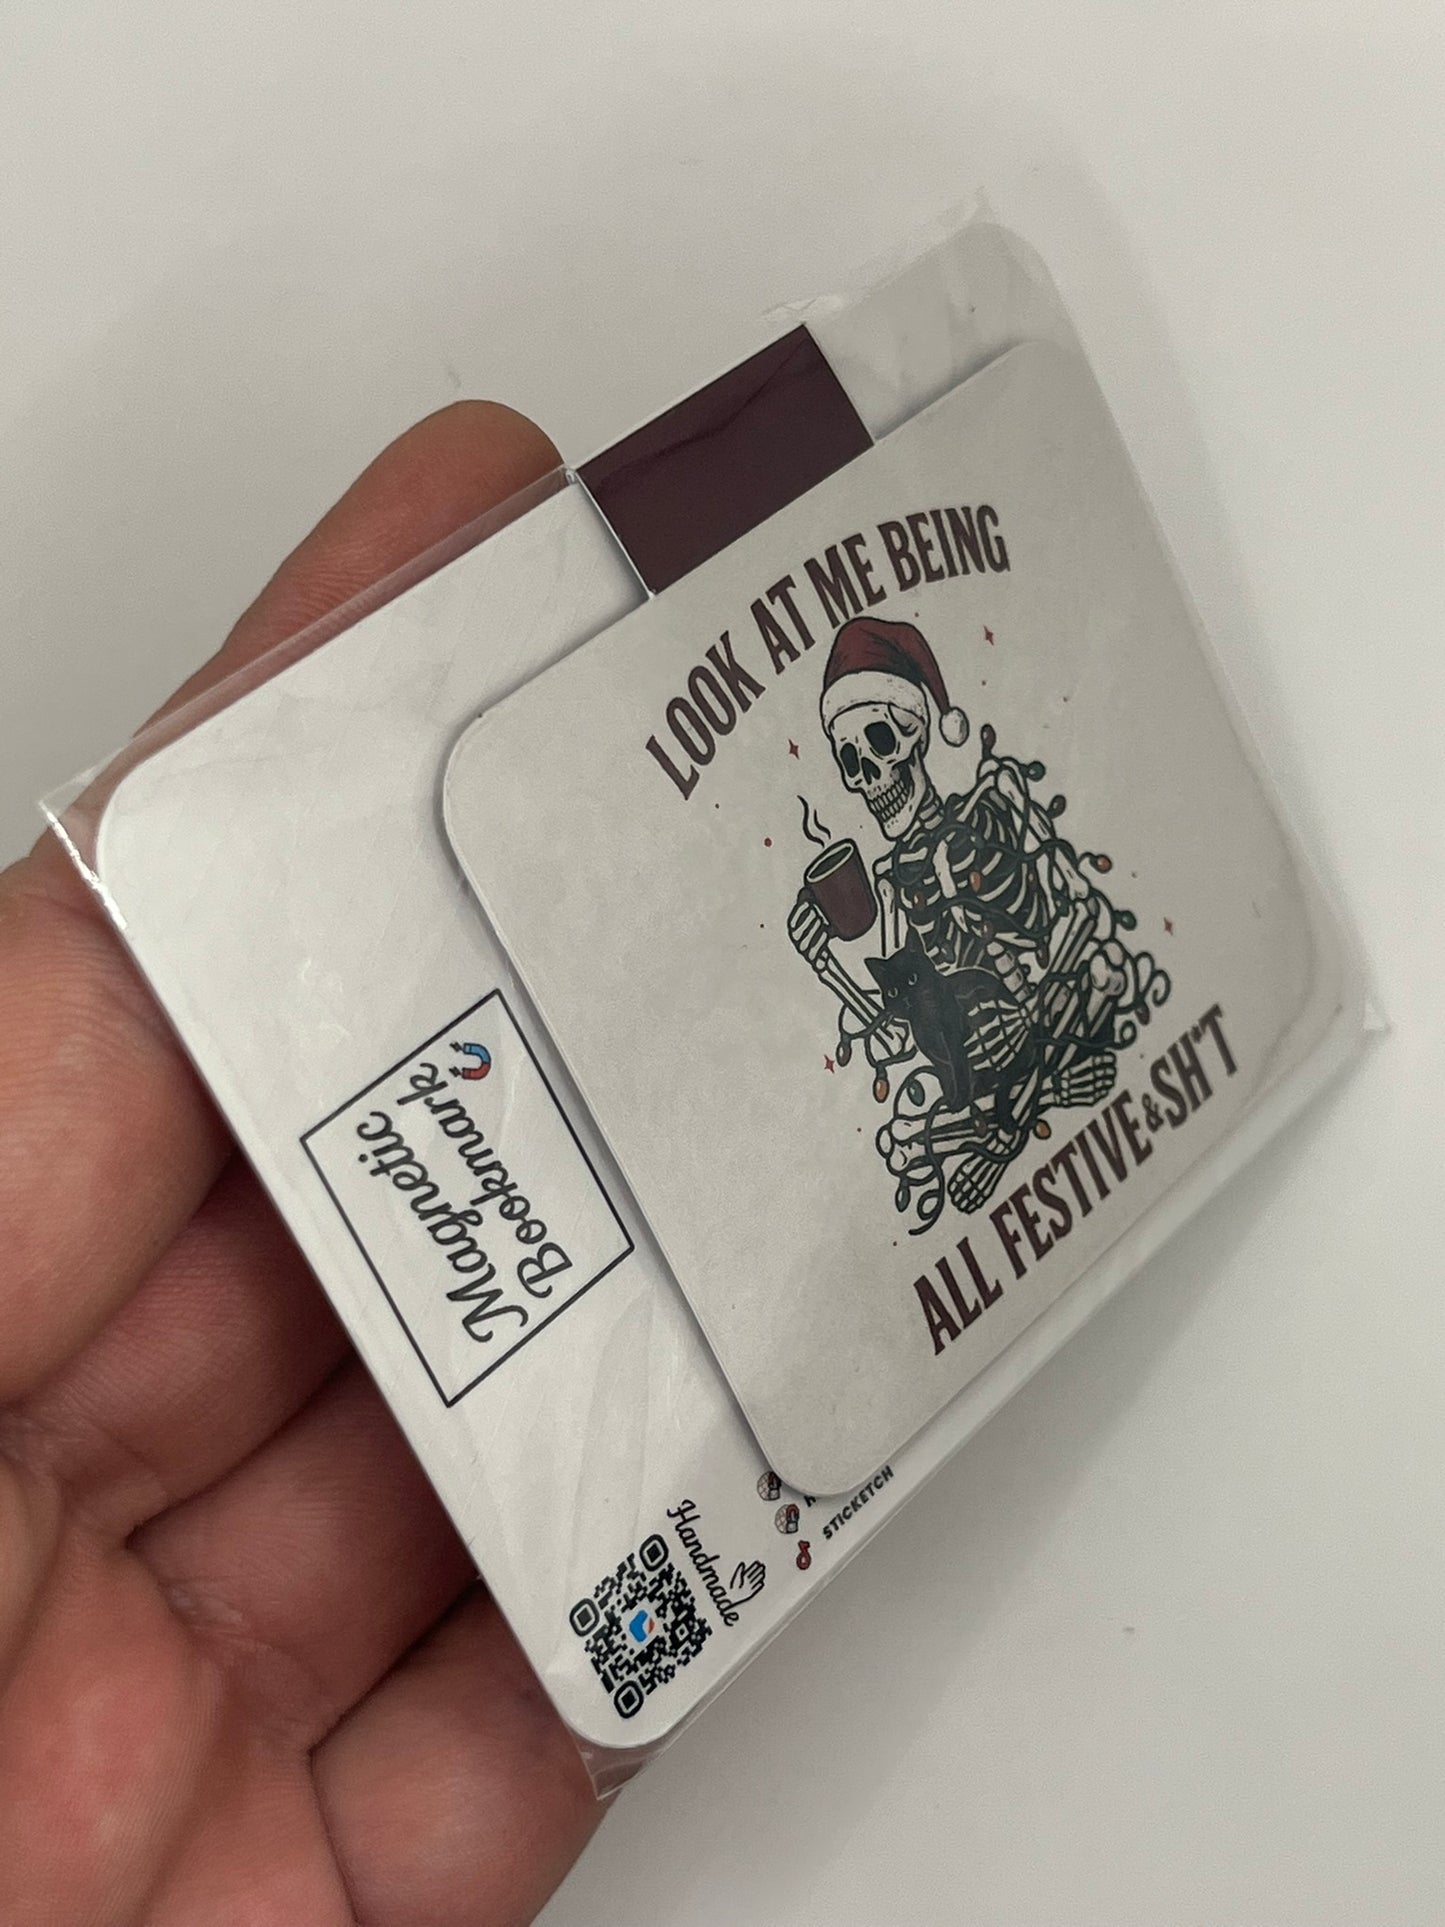 LOOK AT ME BEING
ALL FESTIVE & SH*T
Magnetic
Bookmark
Handmade
STICKETCH